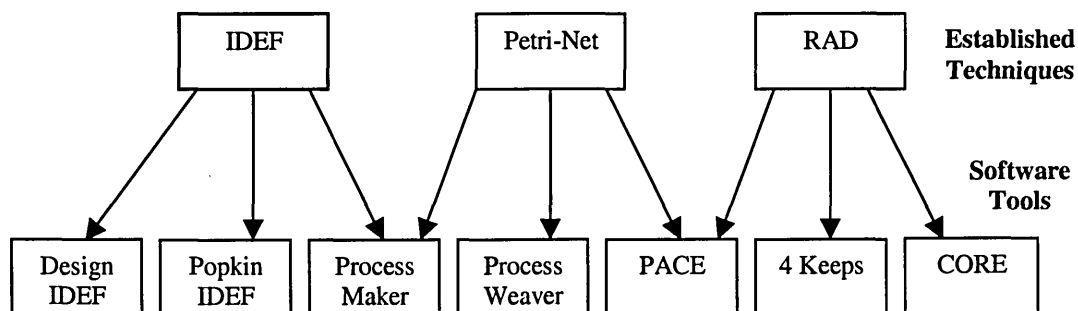 IDEF
Petri-Net
RAD
Established
Techniques
Software
Tools
Design
IDEF
Popkin
IDEF
Process
Maker
Process
Weaver
PACE
4 Keeps
CORE